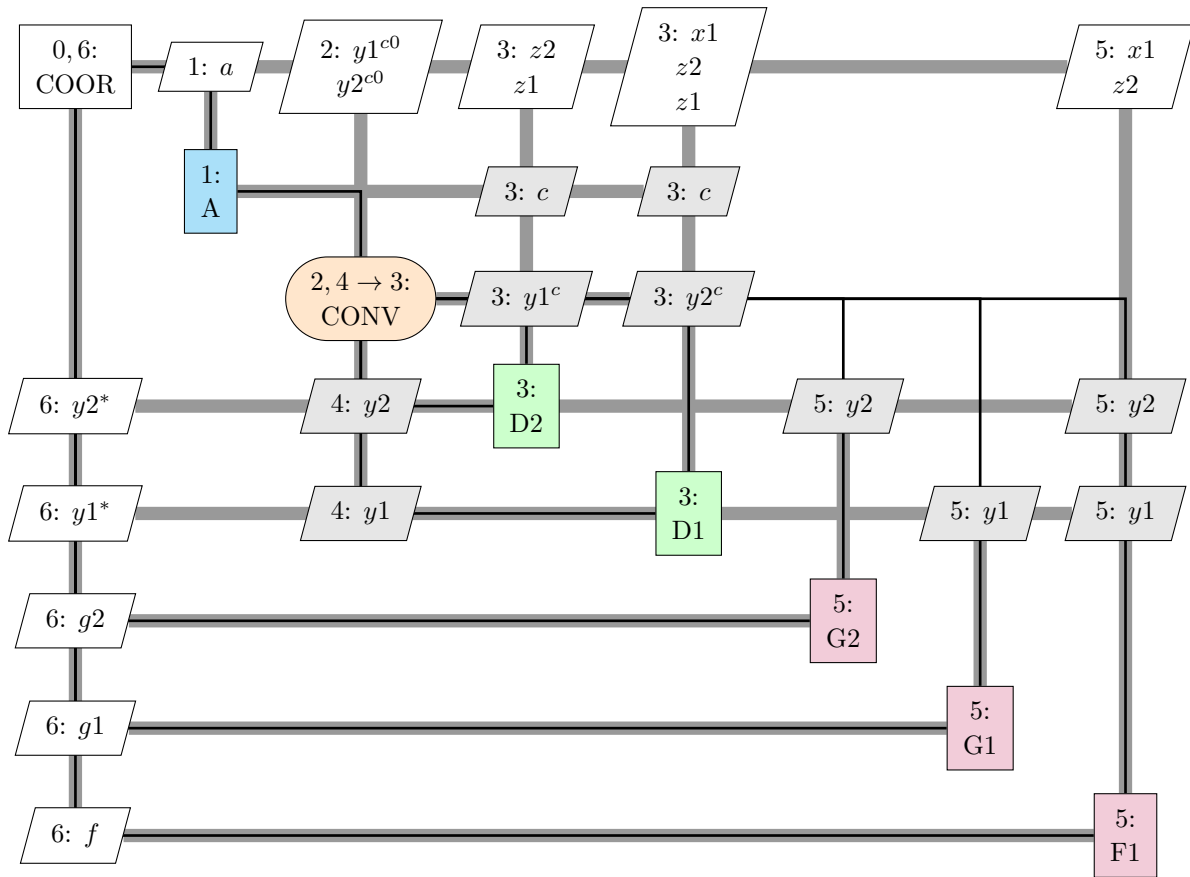 0, 6:
COOR
1: a
2: y1^{c0}
y2^{c0}
3: z2
z1
3: x1
z2
z1
5: x1
z2
1:
A
3: c
3: c
2, 4 → 3:
CONV
3: y1^{c}
3: y2^{c}
6: y2*
4: y2
3:
D2
5: y2
5: y2
6: y1*
4: y1
3:
D1
5: y1
5: y1
6: g2
5:
G2
6: g1
5:
G1
6: f
5:
F1